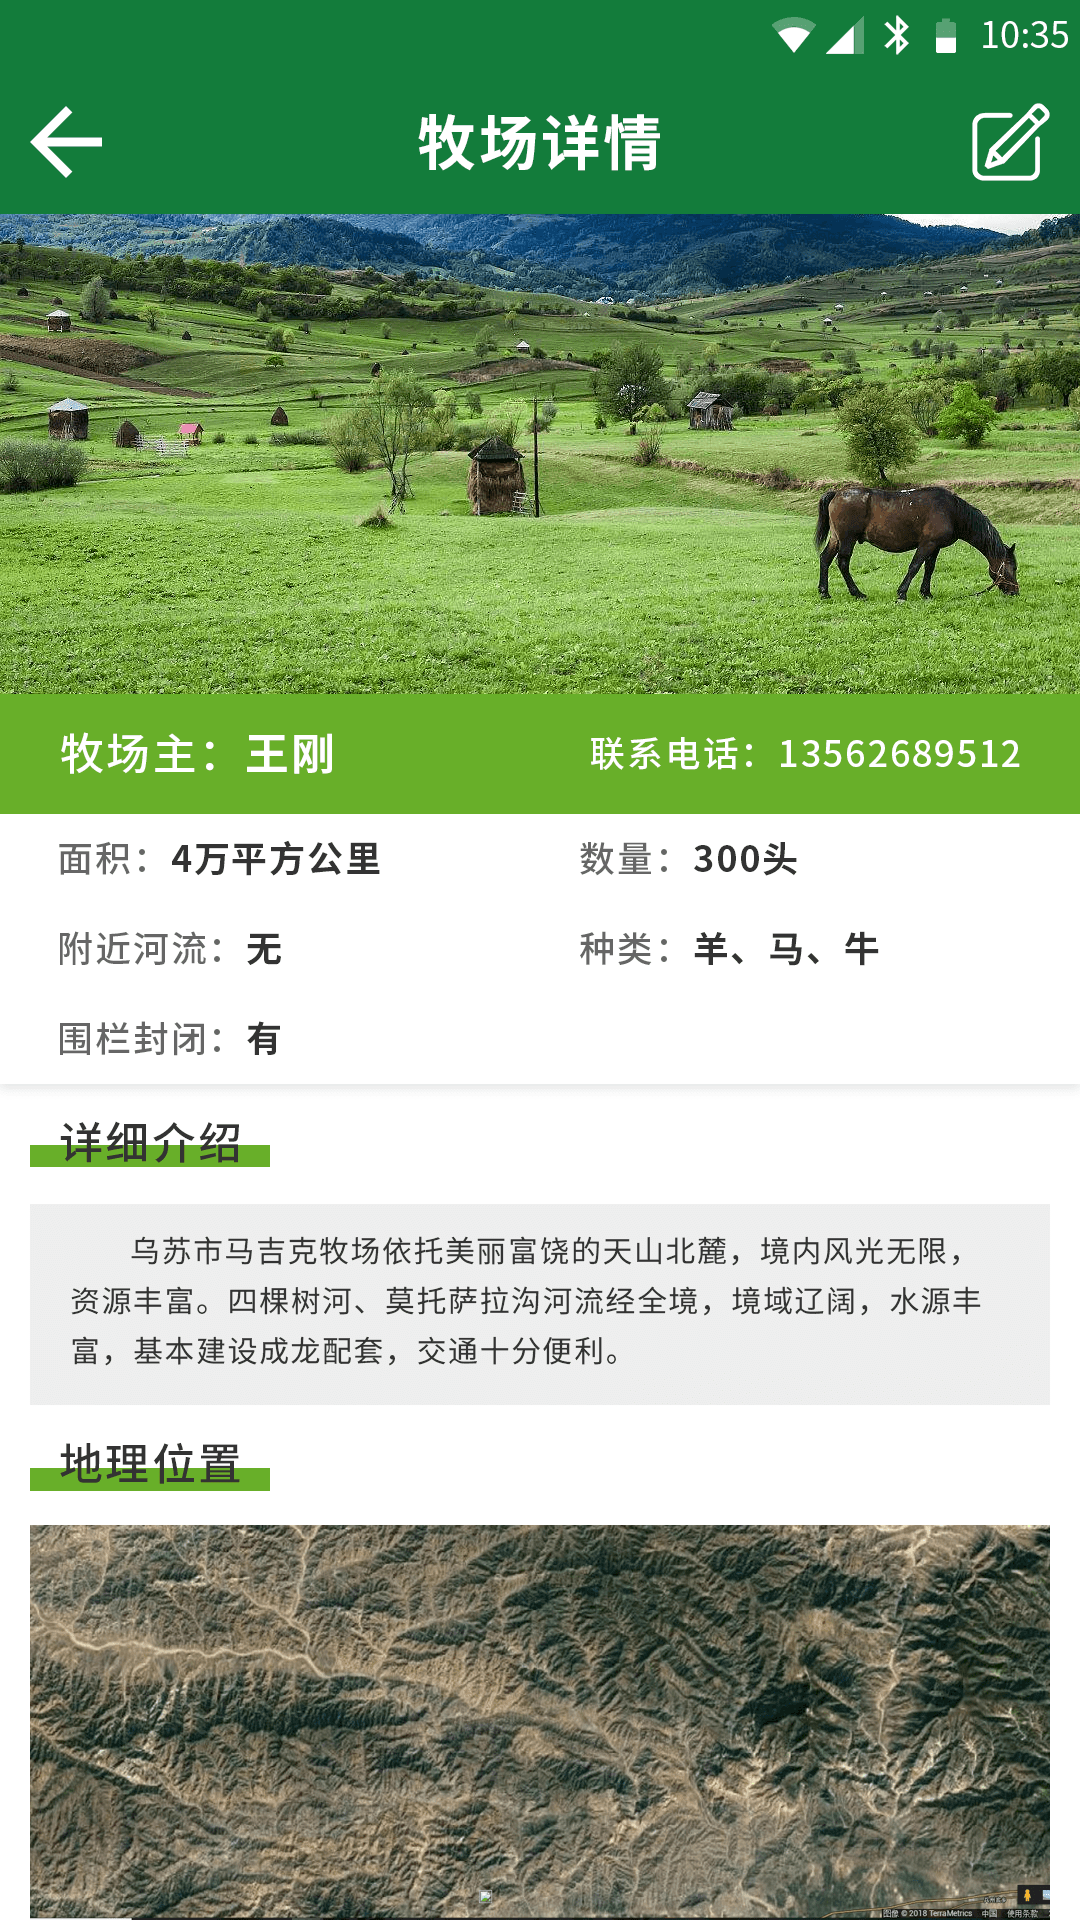 10:35
牧场详情
牧场主：王刚
联系电话：13562689512
面积：4万平方公里
数量：300头
附近河流：无
种类：羊、马、牛
围栏封闭：有
详细介绍
乌苏市马吉克牧场依托美丽富饶的天山北麓，境内风光无限，
资源丰富。四棵树河、莫托萨拉沟河流经全境，境域辽阔，水源丰
富，基本建设成龙配套，交通十分便利。
地理位置
图像 ©2018 TerraMetrics 中国 使用条款